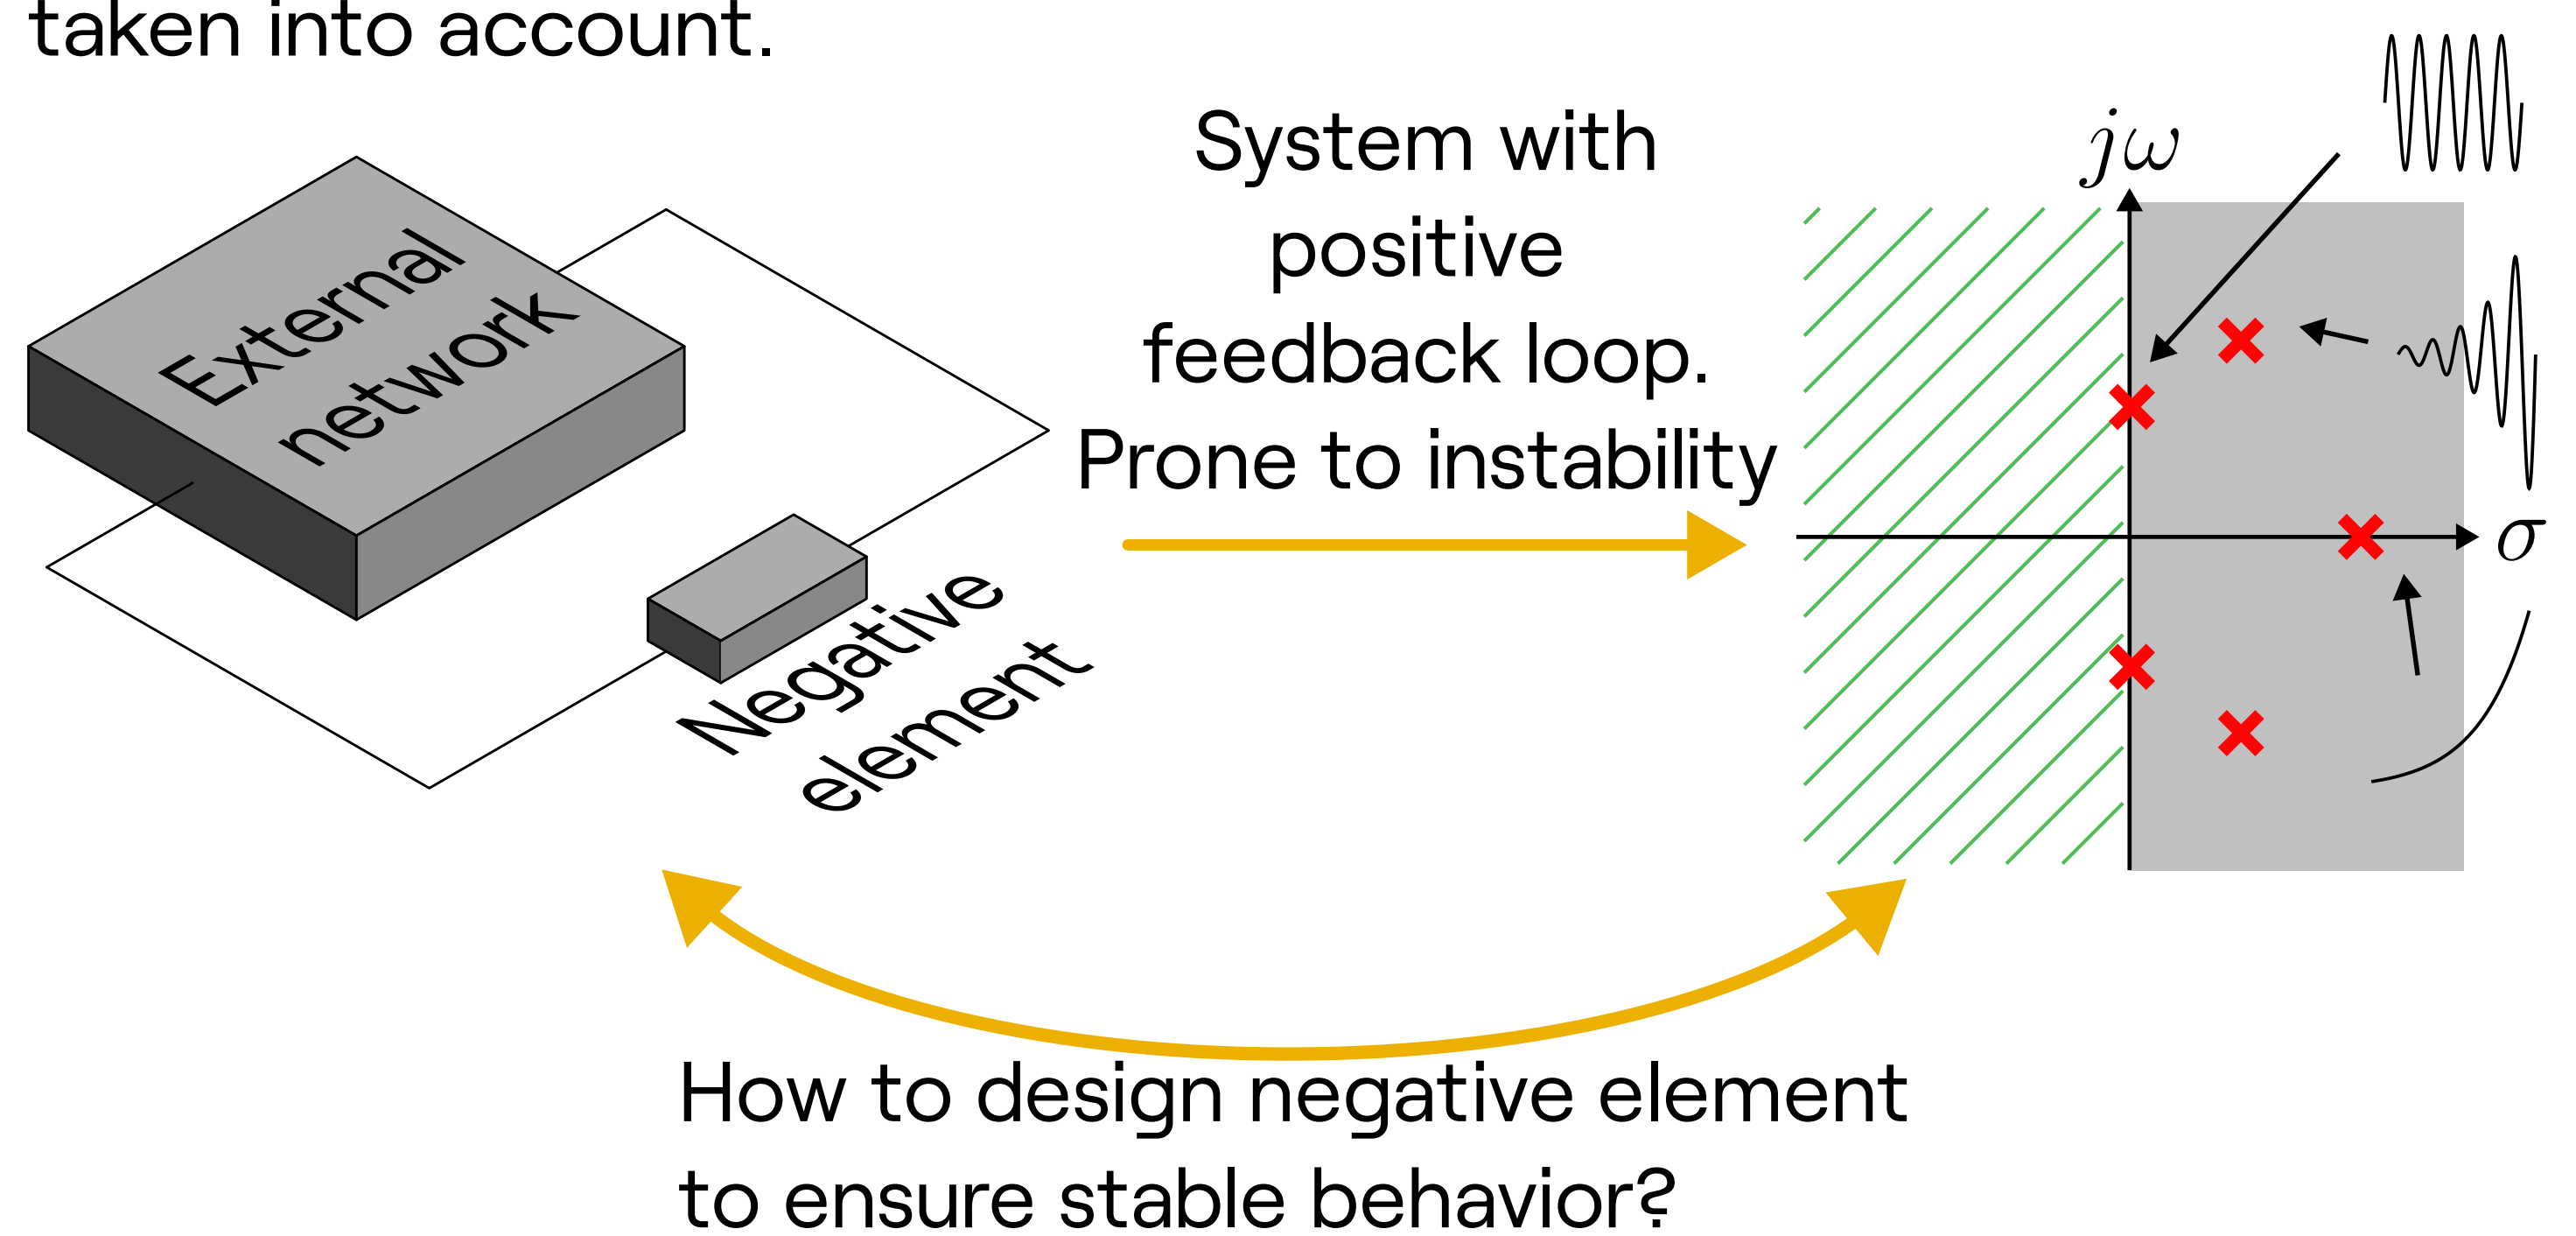 taken into account.
External
network
Negative
element
System with
positive
feedback loop.
Prone to instability
jω
σ
How to design negative element
to ensure stable behavior?